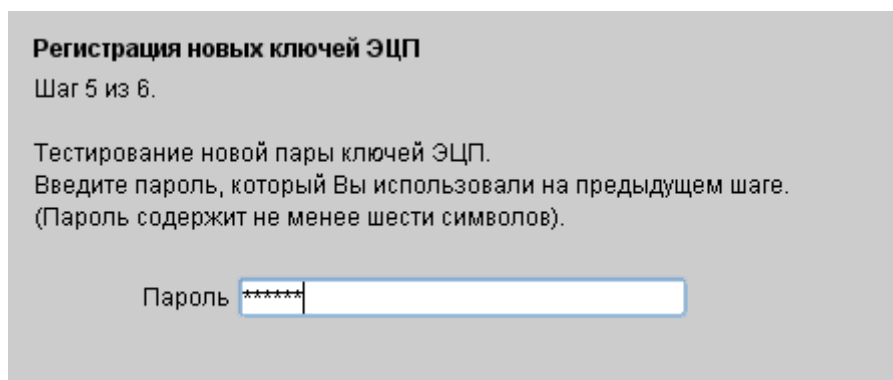 Регистрация новых ключей ЭЦП
Шаг 5 из 6.
Тестирование новой пары ключей ЭЦП.
Введите пароль, который Вы использовали на предыдущем шаге.
(Пароль содержит не менее шести символов).
Пароль ******